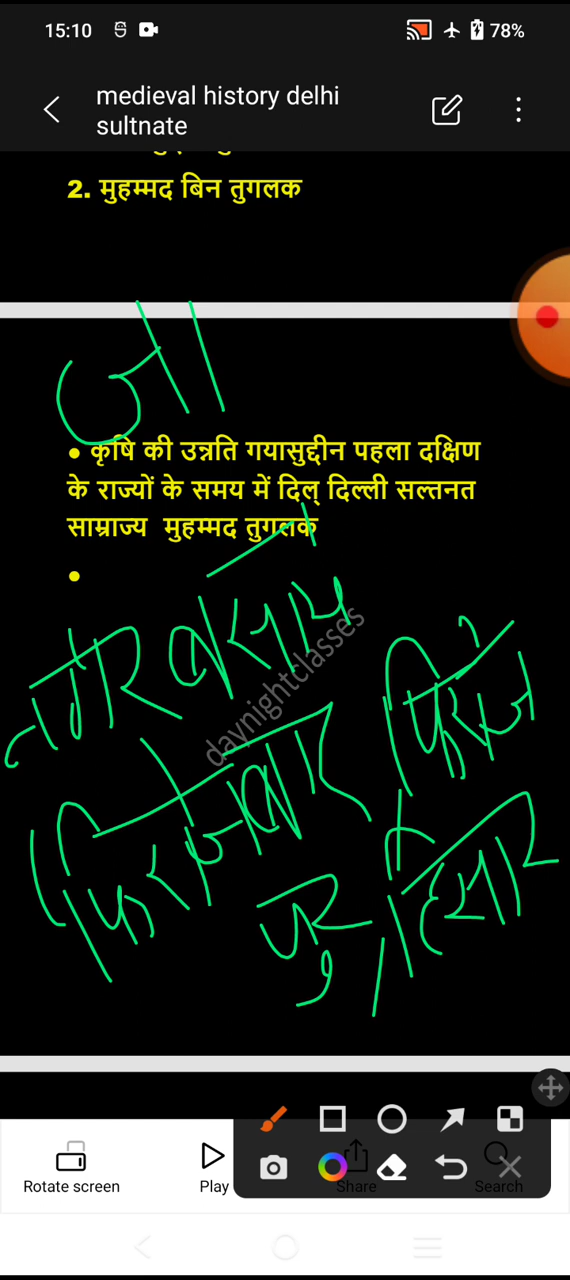 15:10
78%
medieval history delhi
sultnate
2. मुहम्मद बिन तुगलक
• कृषि की उन्नति गयासुद्दीन पहला दक्षिण
के राज्यों के समय में दिल् दिल्ली सल्तनत
साम्राज्य मुहम्मद तुगलक
•
daynightclasses
पुर
Rotate screen
Play
Share
Search